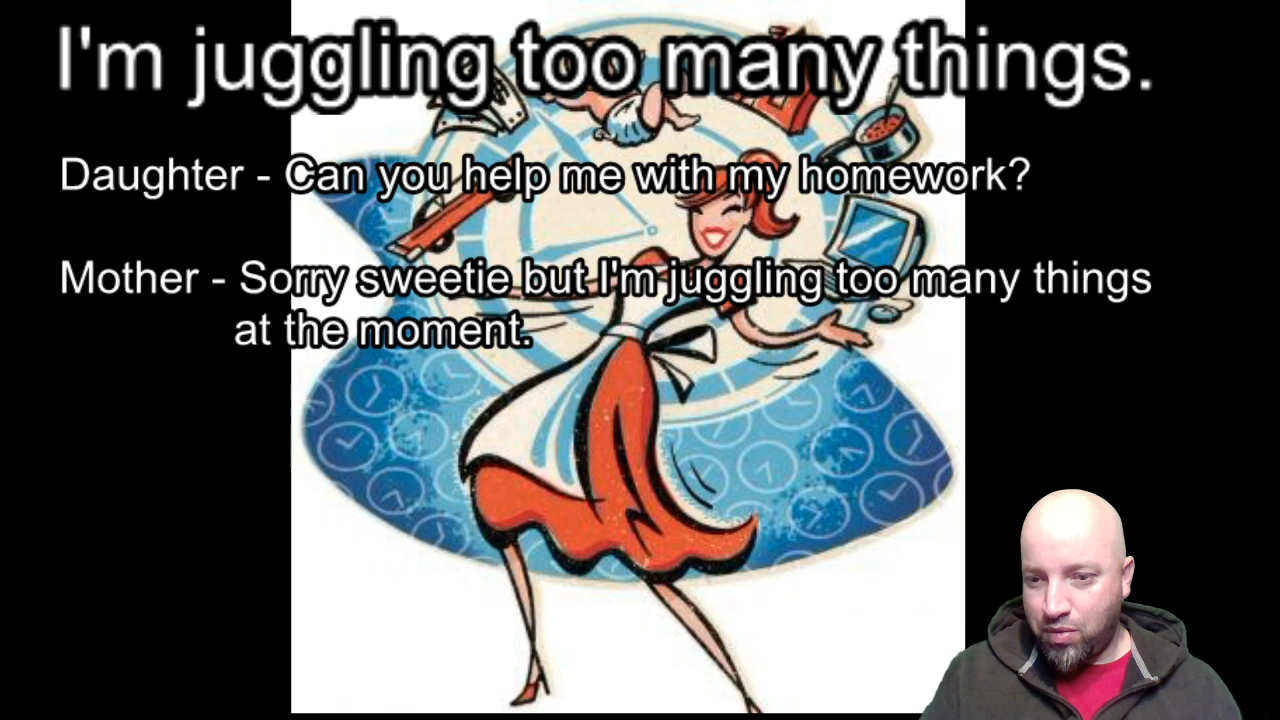 I'm juggling too many things.
Daughter - Can you help me with my homework?
Mother - Sorry sweetie but I'm juggling too many things
at the moment.